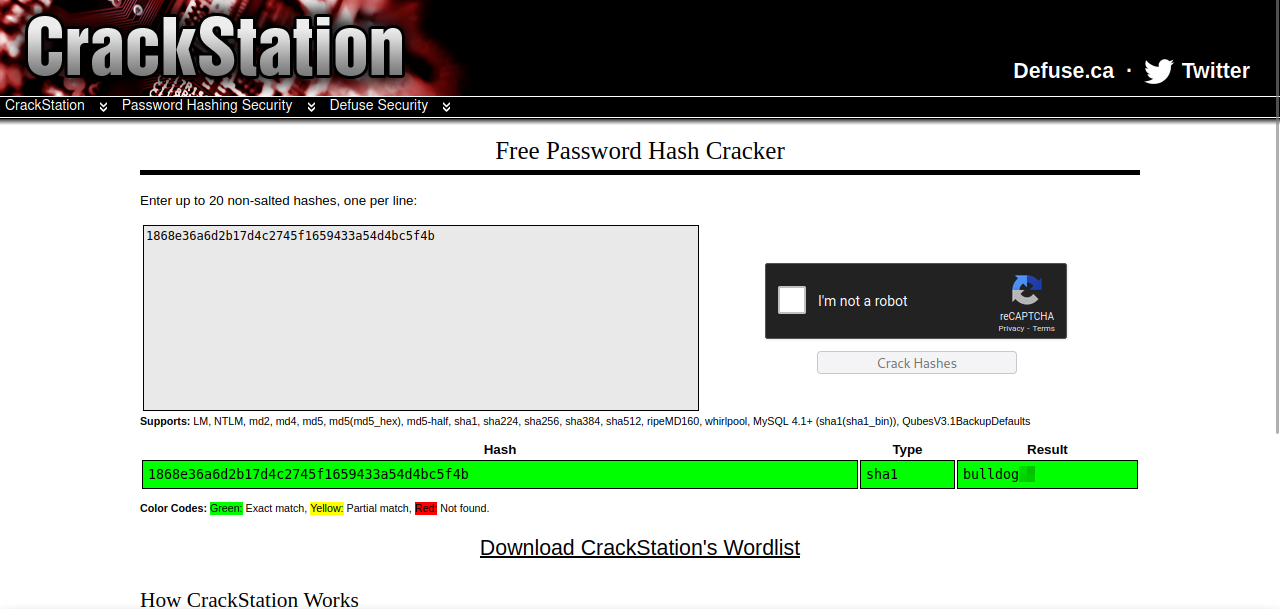 CrackStation
Defuse.ca · Twitter
CrackStation Password Hashing Security Defuse Security
Free Password Hash Cracker
Enter up to 20 non-salted hashes, one per line:
1868e36a6d2b17d4c2745f1659433a54d4bc5f4b
I'm not a robot
reCAPTCHA
Privacy - Terms
Crack Hashes
Supports: LM, NTLM, md2, md4, md5, md5(md5_hex), md5-half, sha1, sha224, sha256, sha384, sha512, ripeMD160, whirlpool, MySQL 4.1+ (sha1(sha1_bin)), QubesV3.1BackupDefaults
Hash Type Result
1868e36a6d2b17d4c2745f1659433a54d4bc5f4b sha1 bulldog
Color Codes: Green: Exact match, Yellow: Partial match, Red: Not found.
Download CrackStation's Wordlist
How CrackStation Works